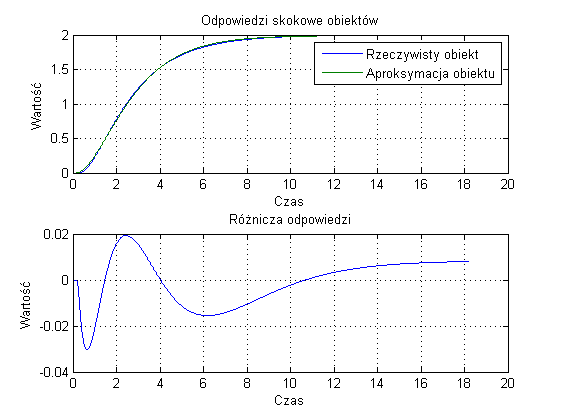 Odpowiedzi skokowe obiektów
2
1.5
1
0.5
0
Wartość
Rzeczywisty obiekt
Aproksymacja obiektu
0 2 4 6 8 10 12 14 16 18 20
Czas
Różnicza odpowiedzi
0.02
0
-0.02
-0.04
Wartość
0 2 4 6 8 10 12 14 16 18 20
Czas